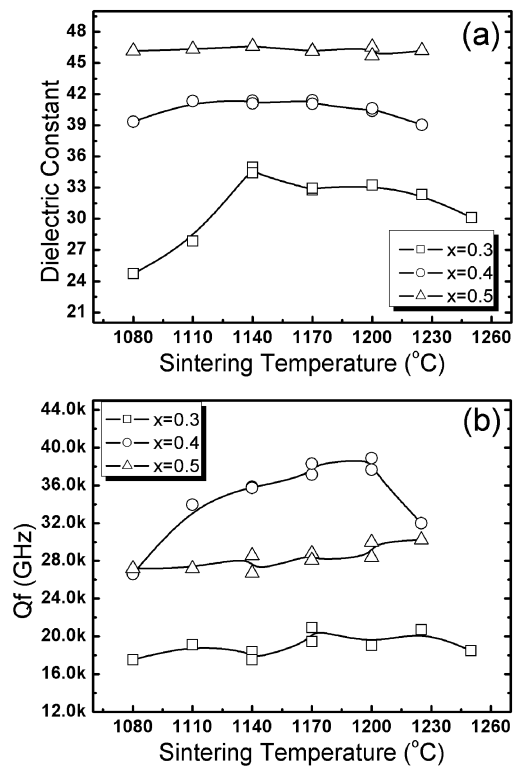 (a)
48
45
42
39
36
33
30
27
24
21
Dielectric Constant
x=0.3
x=0.4
x=0.5
1080 1110 1140 1170 1200 1230 1260
Sintering Temperature (°C)
(b)
44.0k
40.0k
36.0k
32.0k
28.0k
24.0k
20.0k
16.0k
12.0k
Qf (GHz)
x=0.3
x=0.4
x=0.5
1080 1110 1140 1170 1200 1230 1260
Sintering Temperature (°C)